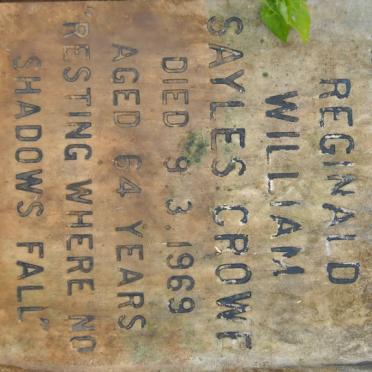 REGINALD
WILLIAM
SAYLES CROWE
DIED 9.3.1969
AGED 64 YEARS
"RESTING WHERE NO
SHADOWS FALL"